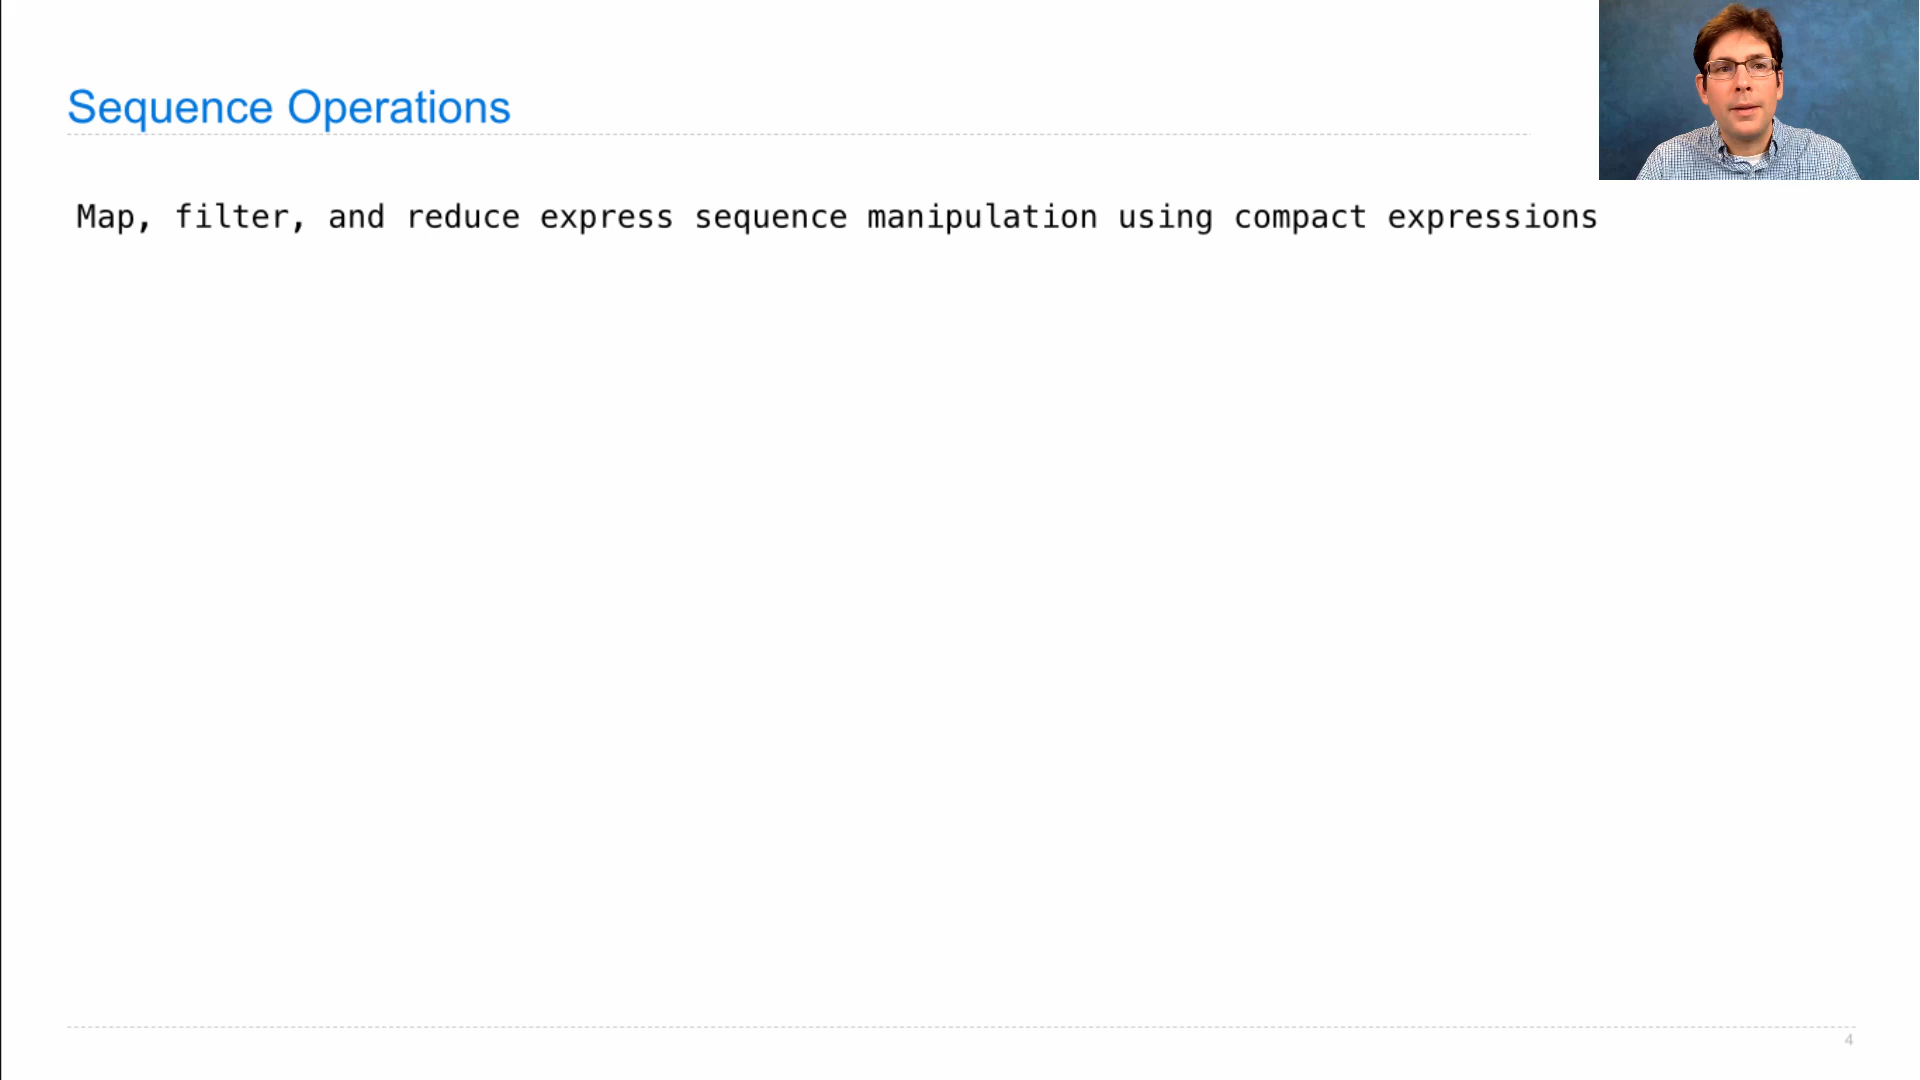 Sequence Operations
Map, filter, and reduce express sequence manipulation using compact expressions
4